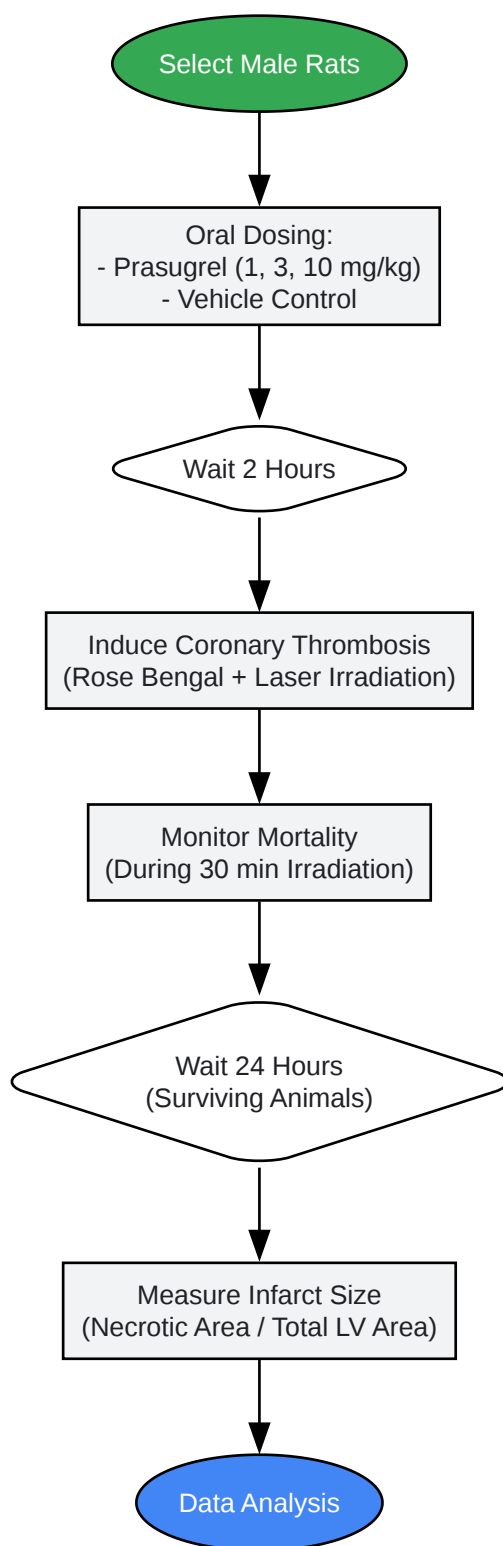 Select Male Rats
Oral Dosing:
- Prasugrel (1, 3, 10 mg/kg)
- Vehicle Control
Wait 2 Hours
Induce Coronary Thrombosis
(Rose Bengal + Laser Irradiation)
Monitor Mortality
(During 30 min Irradiation)
Wait 24 Hours
(Surviving Animals)
Measure Infarct Size
(Necrotic Area / Total LV Area)
Data Analysis